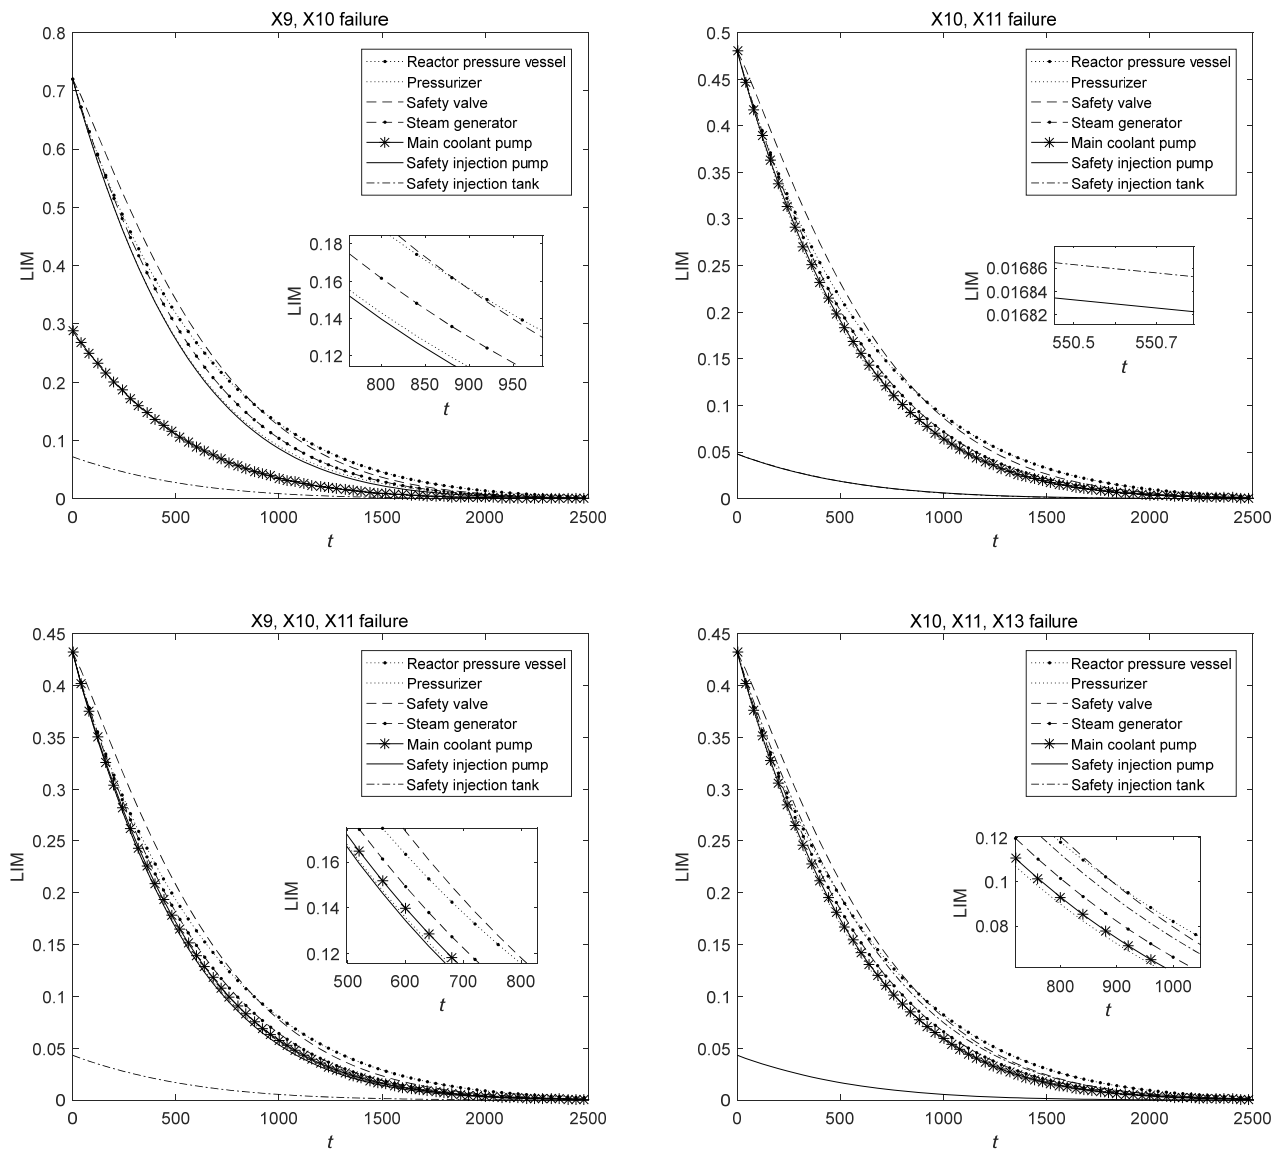 X9, X10 failure
0.8
0.7
0.6
0.5
0.4
0.3
0.2
0.1
0
LIM
Reactor pressure vessel
Pressurizer
Safety valve
Steam generator
Main coolant pump
Safety injection pump
Safety injection tank
0.18
0.16
0.14
0.12
LIM
800 850 900 950
t
0 500 1000 1500 2000 2500
t
X10, X11 failure
0.5
0.45
0.4
0.35
0.3
0.25
0.2
0.15
0.1
0.05
0
LIM
Reactor pressure vessel
Pressurizer
Safety valve
Steam generator
Main coolant pump
Safety injection pump
Safety injection tank
0.01686
0.01684
0.01682
LIM
550.5 550.7
t
0 500 1000 1500 2000 2500
t
X9, X10, X11 failure
0.45
0.4
0.35
0.3
0.25
0.2
0.15
0.1
0.05
0
LIM
Reactor pressure vessel
Pressurizer
Safety valve
Steam generator
Main coolant pump
Safety injection pump
Safety injection tank
0.16
0.14
0.12
LIM
500 600 700 800
t
0 500 1000 1500 2000 2500
t
X10, X11, X13 failure
0.45
0.4
0.35
0.3
0.25
0.2
0.15
0.1
0.05
0
LIM
Reactor pressure vessel
Pressurizer
Safety valve
Steam generator
Main coolant pump
Safety injection pump
Safety injection tank
0.12
0.1
0.08
LIM
800 900 1000
t
0 500 1000 1500 2000 2500
t